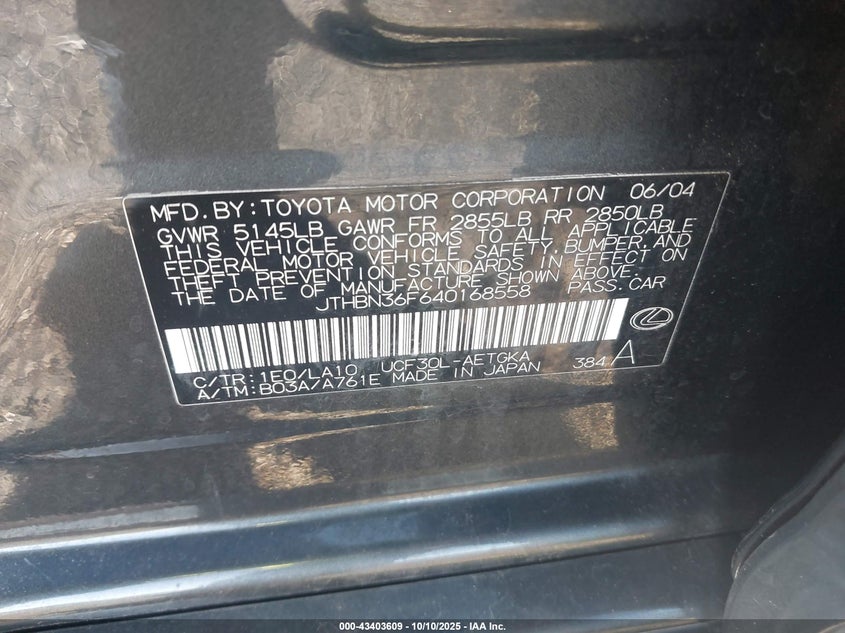 MFD. BY: TOYOTA MOTOR CORPORATION 06/04
GVWR 5145LB GAWR FR 2855LB RR 2850LB
THIS VEHICLE CONFORMS TO ALL APPLICABLE
FEDERAL MOTOR VEHICLE SAFETY, BUMPER, AND
THEFT PREVENTION STANDARDS IN EFFECT ON
THE DATE OF MANUFACTURE SHOWN ABOVE.
JTHBN36F640168558 PASS. CAR
C/TR: 1E0/LA10 UCF30L-AETGKA 384 A
A/TM: B03A/A761E MADE IN JAPAN
000-43403609 - 10/10/2025 - IAA Inc.